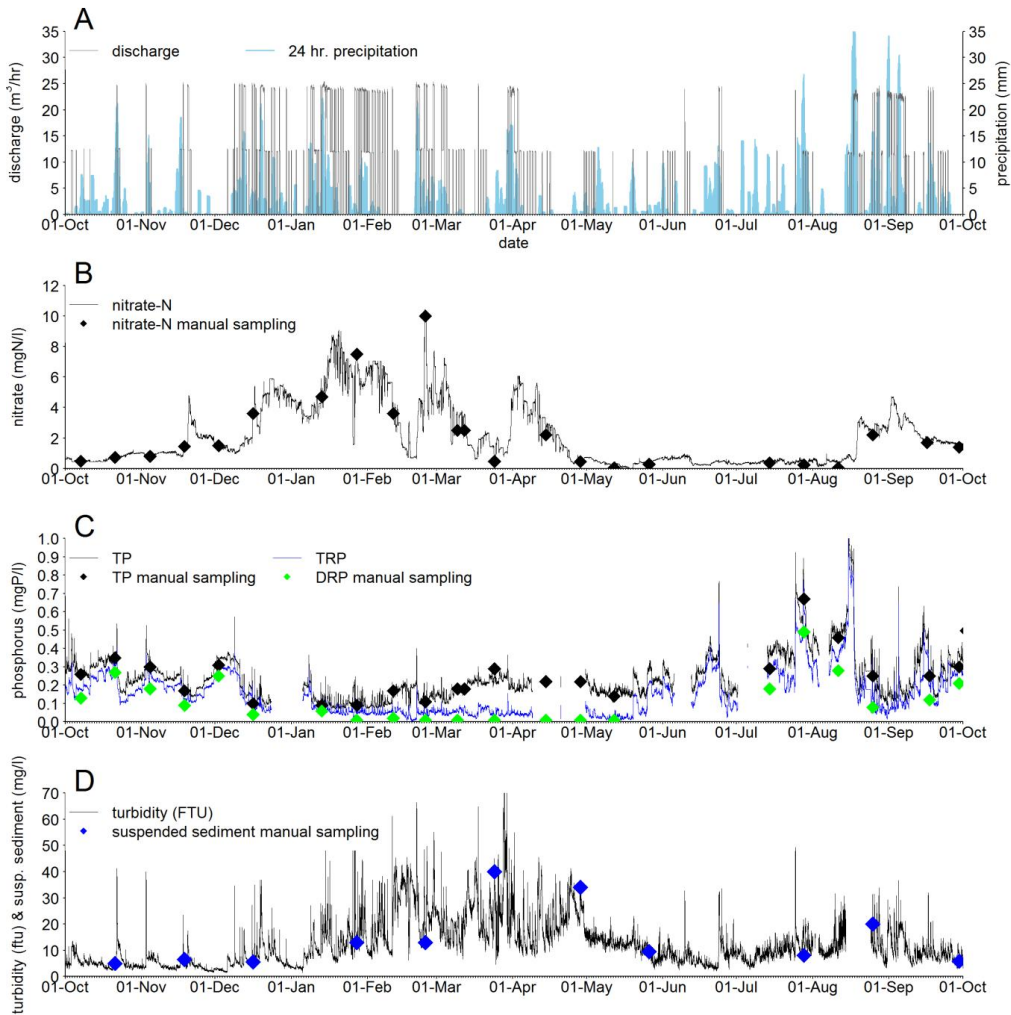 A
discharge
24 hr. precipitation
discharge (m³/hr)
precipitation (mm)
35 30 25 20 15 10 5 0
35 30 25 20 15 10 5 0
01-Oct 01-Nov 01-Dec 01-Jan 01-Feb 01-Mar 01-Apr 01-May 01-Jun 01-Jul 01-Aug 01-Sep 01-Oct
date
B
nitrate-N
nitrate-N manual sampling
nitrate (mgN/l)
12 10 8 6 4 2 0
01-Oct 01-Nov 01-Dec 01-Jan 01-Feb 01-Mar 01-Apr 01-May 01-Jun 01-Jul 01-Aug 01-Sep 01-Oct
C
TP TRP
TP manual sampling DRP manual sampling
phosphorus (mgP/l)
1.0 0.9 0.8 0.7 0.6 0.5 0.4 0.3 0.2 0.1 0.0
01-Oct 01-Nov 01-Dec 01-Jan 01-Feb 01-Mar 01-Apr 01-May 01-Jun 01-Jul 01-Aug 01-Sep 01-Oct
D
turbidity (FTU)
suspended sediment manual sampling
turbidity (ftu) & susp. sediment (mg/l)
70 60 50 40 30 20 10 0
01-Oct 01-Nov 01-Dec 01-Jan 01-Feb 01-Mar 01-Apr 01-May 01-Jun 01-Jul 01-Aug 01-Sep 01-Oct